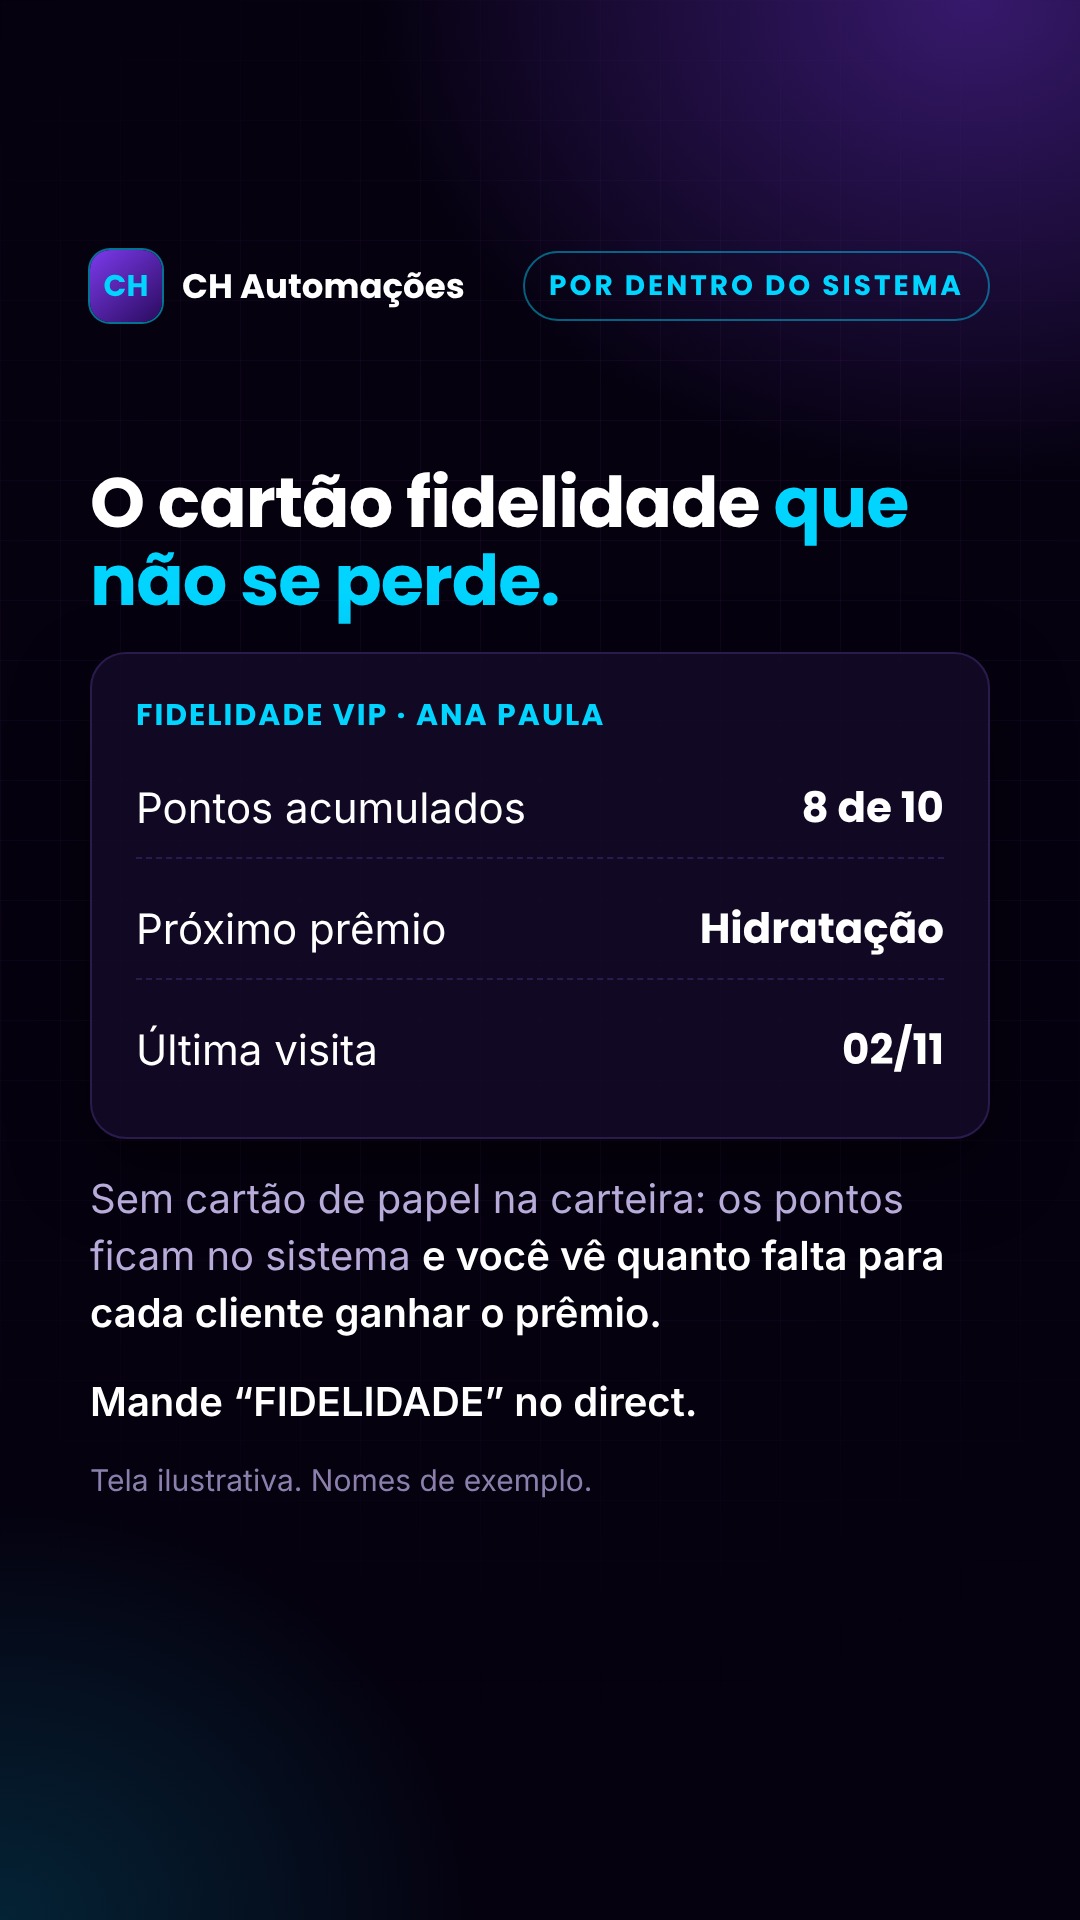 CH
CH Automações
POR DENTRO DO SISTEMA
O cartão fidelidade que
não se perde.
FIDELIDADE VIP · ANA PAULA
Pontos acumulados 8 de 10
Próximo prêmio Hidratação
Última visita 02/11
Sem cartão de papel na carteira: os pontos
ficam no sistema e você vê quanto falta para
cada cliente ganhar o prêmio.
Mande “FIDELIDADE” no direct.
Tela ilustrativa. Nomes de exemplo.